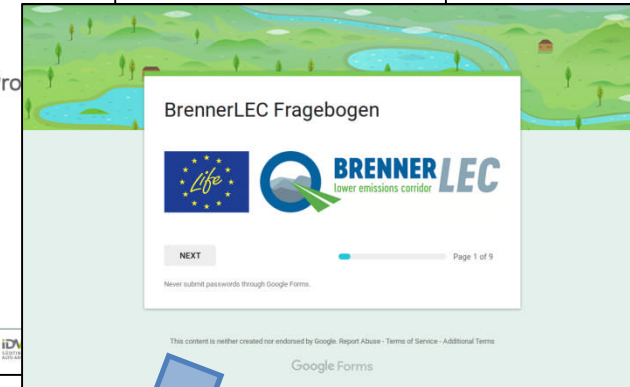 ro
BrennerLEC Fragebogen
Life
BRENNER LEC
lower emissions corridor
NEXT
Page 1 of 9
Never submit passwords through Google Forms.
This content is neither created nor endorsed by Google. Report Abuse - Terms of Service - Additional Terms
Google Forms